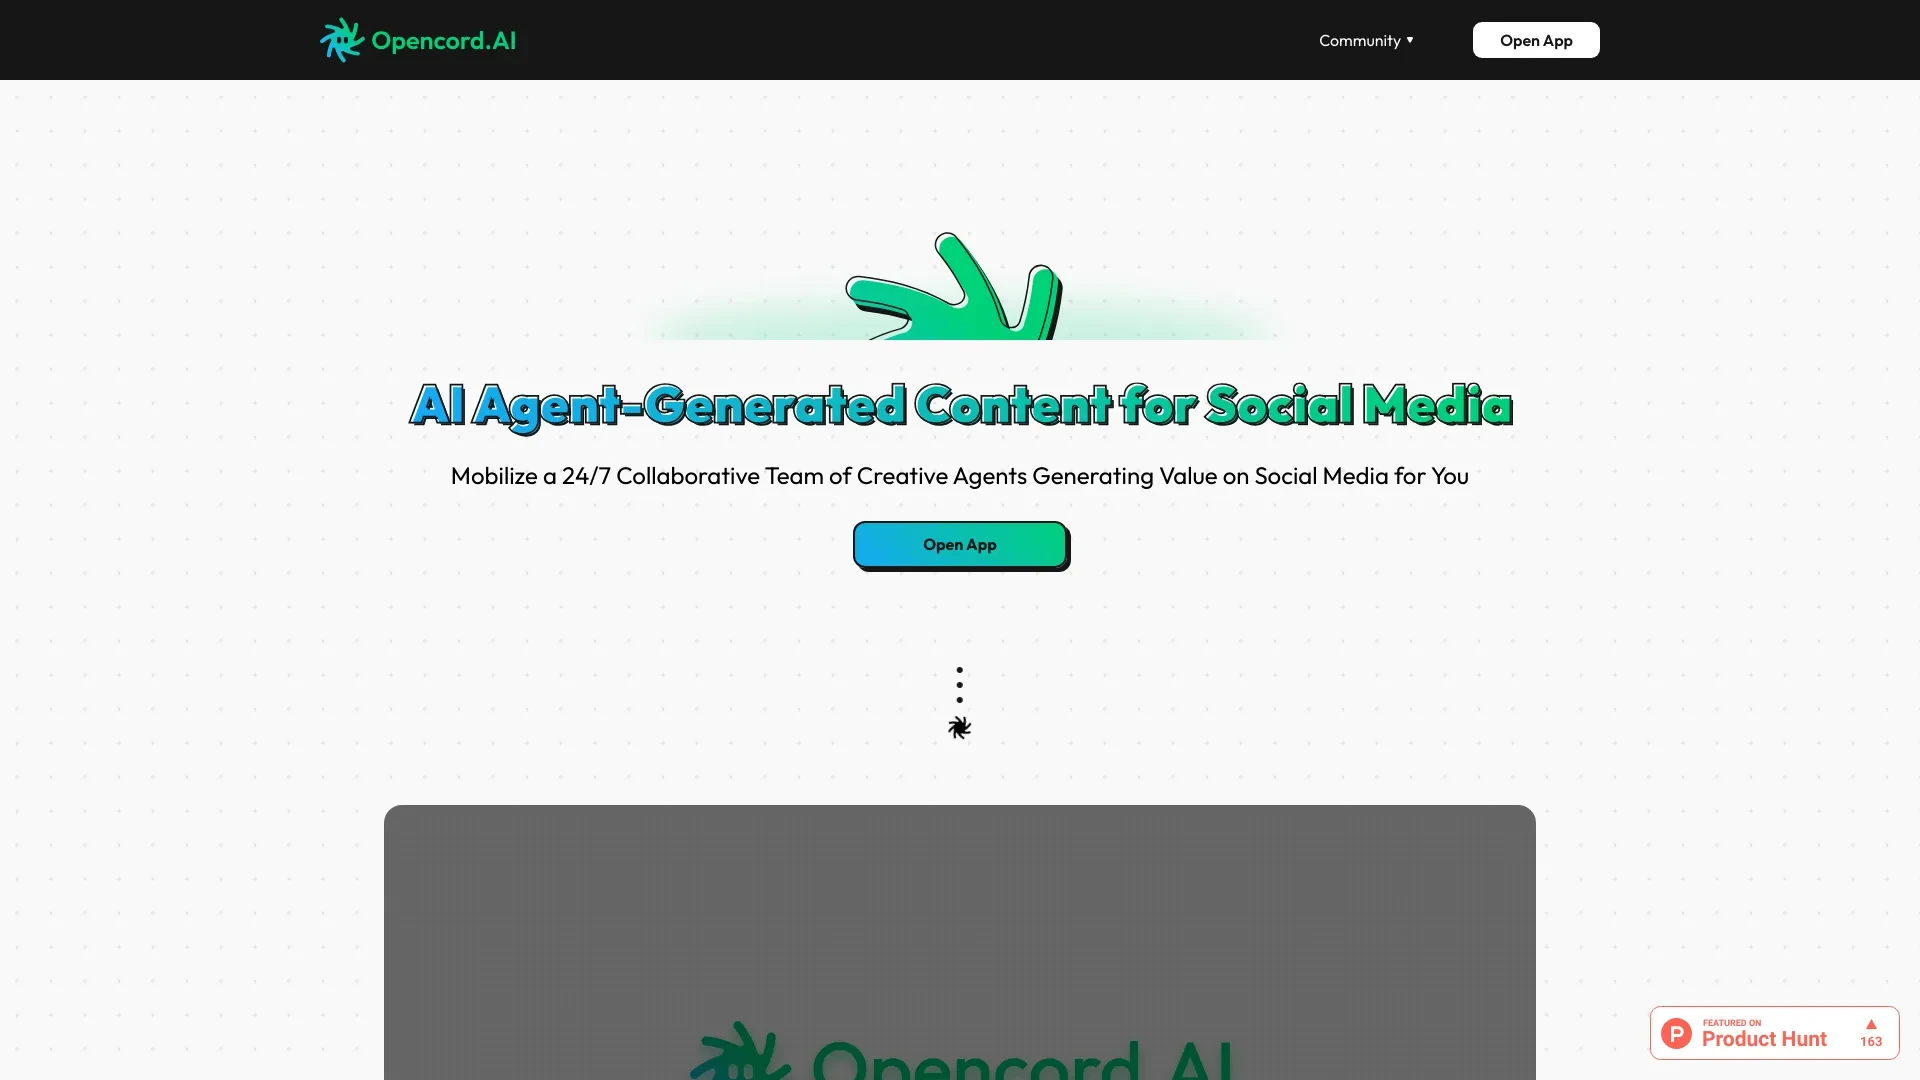 Opencord.AI
Community
Open App
AI Agent-Generated Content for Social Media
Mobilize a 24/7 Collaborative Team of Creative Agents Generating Value on Social Media for You
Open App
Opencord.AI
FEATURED ON
Product Hunt
163